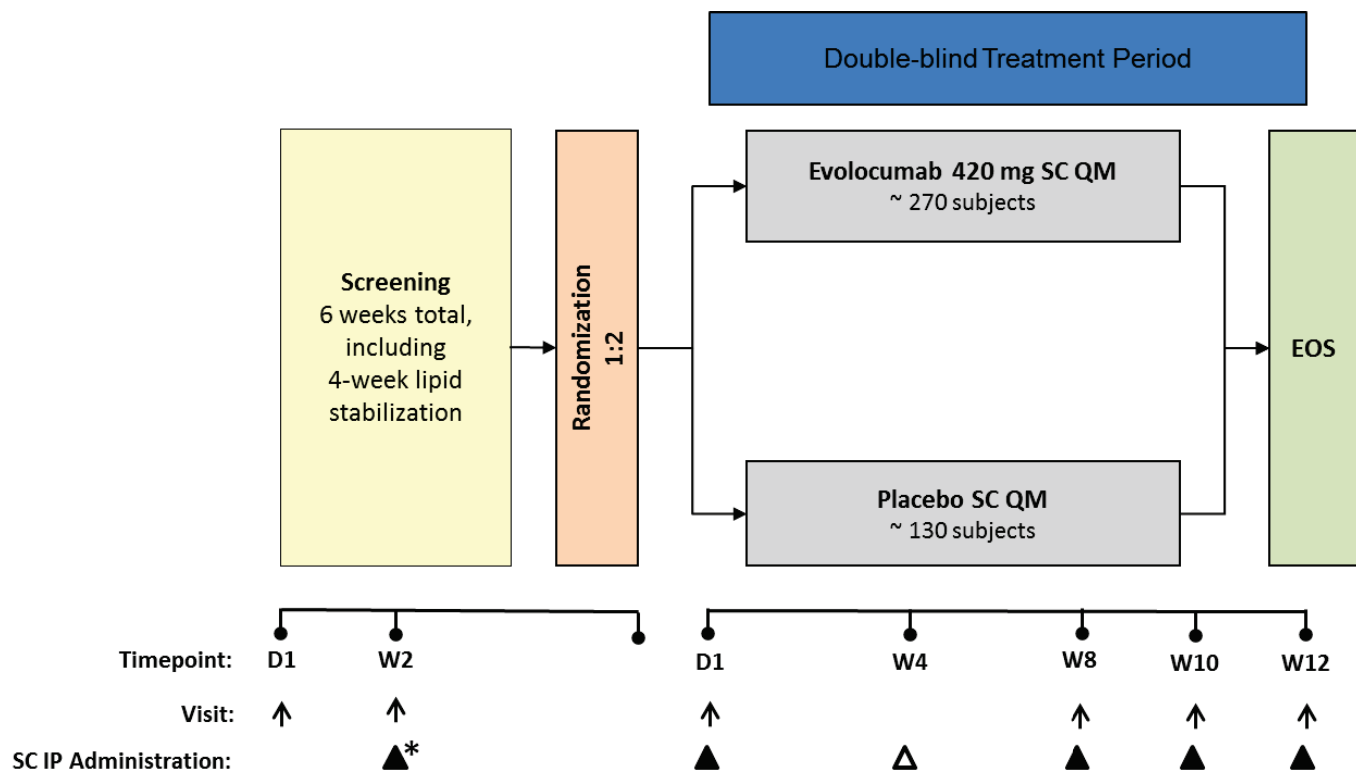 Double-blind Treatment Period
Screening
6 weeks total,
including
4-week lipid
stabilization
Randomization
1:2
Evolocumab 420 mg SC QM
~ 270 subjects
Placebo SC QM
~ 130 subjects
EOS
Timepoint: D1 W2 D1 W4 W8 W10 W12
Visit:
SC IP Administration: *